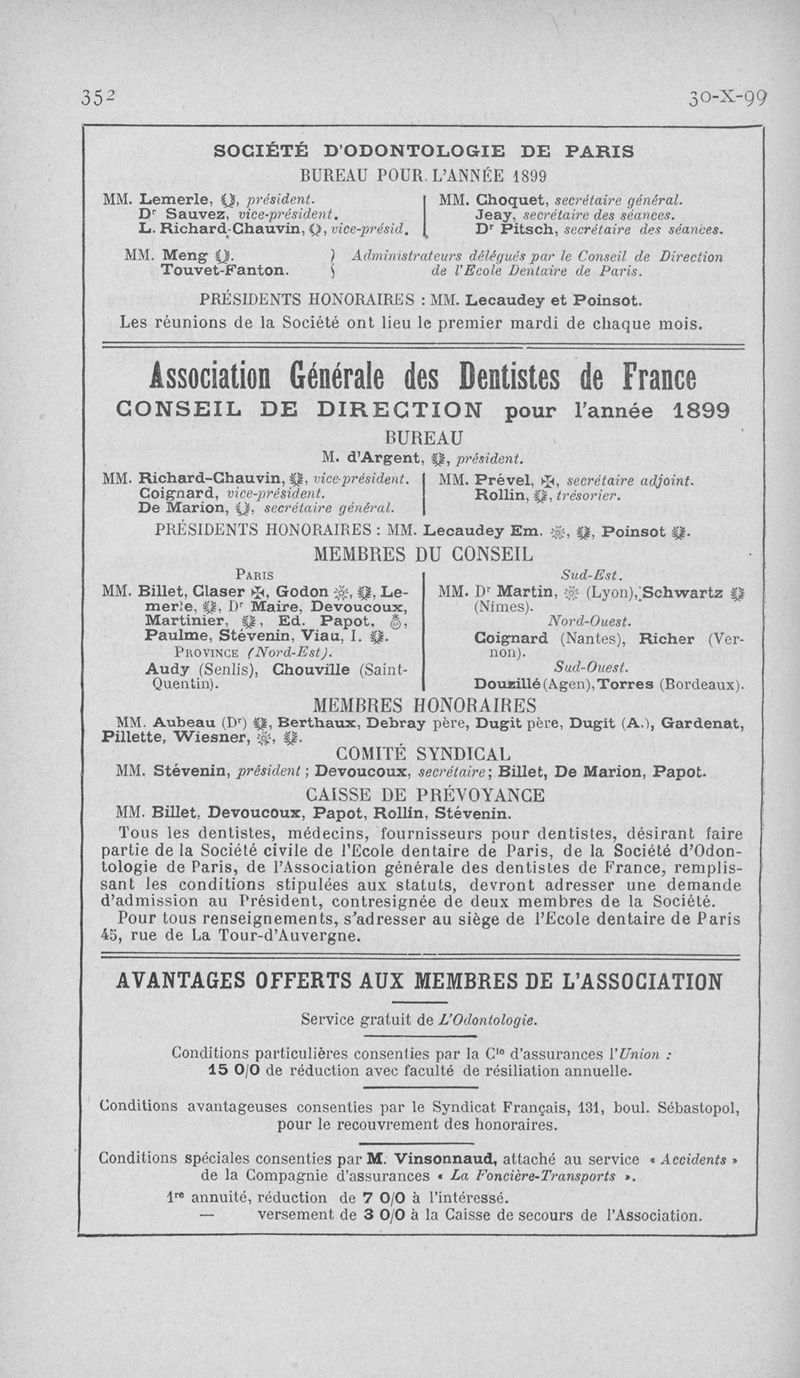 352
30-X-99
SOCIÉTÉ D'ODONTOLOGIE DE PARIS
BUREAU POUR L'ANNÉE 1899
MM. Lemerle, président.
Dr Sauvez, vice-président.
L. Richard-Chauvin, vice-présid.
MM. Choquet, secrétaire général.
Jeay, secrétaire des séances.
Dr Pitsch, secrétaire des séances.
MM. Meng
Touvet-Fanton.
Administrateurs délégués par le Conseil de Direction
de l'Ecole Dentaire de Paris.
PRÉSIDENTS HONORAIRES : MM. Lecaudey et Poinsot.
Les réunions de la Société ont lieu le premier mardi de chaque mois.
Association Générale des Dentistes de France
CONSEIL DE DIRECTION pour l'année 1899
BUREAU
M. d'Argent, président.
MM. Richard-Chauvin, vice-président.
Coignard, vice-président.
De Marion, secrétaire général.
MM. Prével, secrétaire adjoint.
Rollin, trésorier.
PRÉSIDENTS HONORAIRES : MM. Lecaudey Em. , Poinsot .
MEMBRES DU CONSEIL
PARIS
MM. Billet, Claser , Godon , Le-
merle, , Dr Maire, Devoucoux,
Martinier, , Ed. Papot, ,
Paulme, Stévenin, Viau, I. .
PROVINCE (Nord-Est).
Audy (Senlis), Chouville (Saint-
Quentin).
Sud-Est.
MM. Dr Martin, (Lyon), Schwartz
(Nimes).
Nord-Ouest.
Coignard (Nantes), Richer (Ver-
non).
Sud-Ouest.
Douzillé (Agen), Torres (Bordeaux).
MEMBRES HONORAIRES
MM. Aubeau (Dr) , Berthaux, Debray père, Dugit père, Dugit (A.), Gardenat,
Pillette, Wiesner, .
COMITÉ SYNDICAL
MM. Stévenin, président ; Devoucoux, secrétaire ; Billet, De Marion, Papot.
CAISSE DE PRÉVOYANCE
MM. Billet, Devoucoux, Papot, Rollin, Stévenin.
Tous les dentistes, médecins, fournisseurs pour dentistes, désirant faire
partie de la Société civile de l'Ecole dentaire de Paris, de la Société d'Odon-
tologie de Paris, de l'Association générale des dentistes de France, remplis-
sant les conditions stipulées aux statuts, devront adresser une demande
d'admission au Président, contresignée de deux membres de la Société.
Pour tous renseignements, s'adresser au siège de l'Ecole dentaire de Paris
45, rue de La Tour-d'Auvergne.
AVANTAGES OFFERTS AUX MEMBRES DE L'ASSOCIATION
Service gratuit de L'Odontologie.
Conditions particulières consenties par la Cie d'assurances l'Union :
15 0/0 de réduction avec faculté de résiliation annuelle.
Conditions avantageuses consenties par le Syndicat Français, 131, boul. Sébastopol,
pour le recouvrement des honoraires.
Conditions spéciales consenties par M. Vinsonnaud, attaché au service « Accidents »
de la Compagnie d'assurances « La Foncière-Transports ».
1re annuité, réduction de 7 0/0 à l'intéressé.
— versement de 3 0/0 à la Caisse de secours de l'Association.